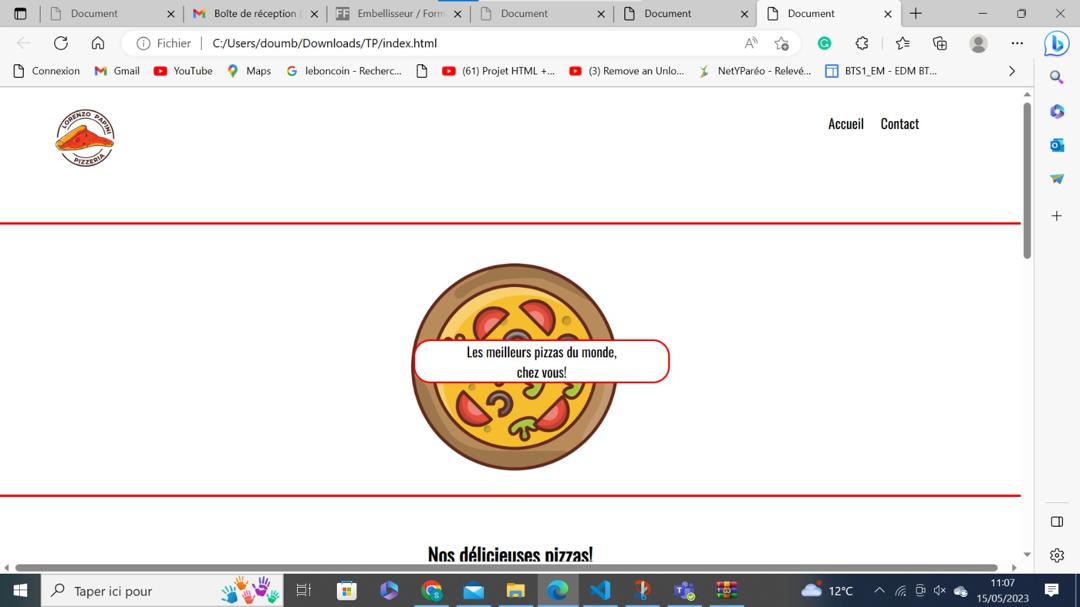 Document
Boîte de réception (
Embellisseur / Form
Document
Document
Document
Fichier
C:/Users/doumb/Downloads/TP/index.html
Connexion
Gmail
YouTube
Maps
leboncoin - Recherc...
(61) Projet HTML +...
(3) Remove an Unlo...
NetYParéo - Relevé...
BTS1_EM - EDM BT...
LORENZO PAPINI
PIZZERIA
Accueil
Contact
Les meilleurs pizzas du monde,
chez vous!
Nos délicieuses pizzas!
Taper ici pour
12°C
11:07
15/05/2023